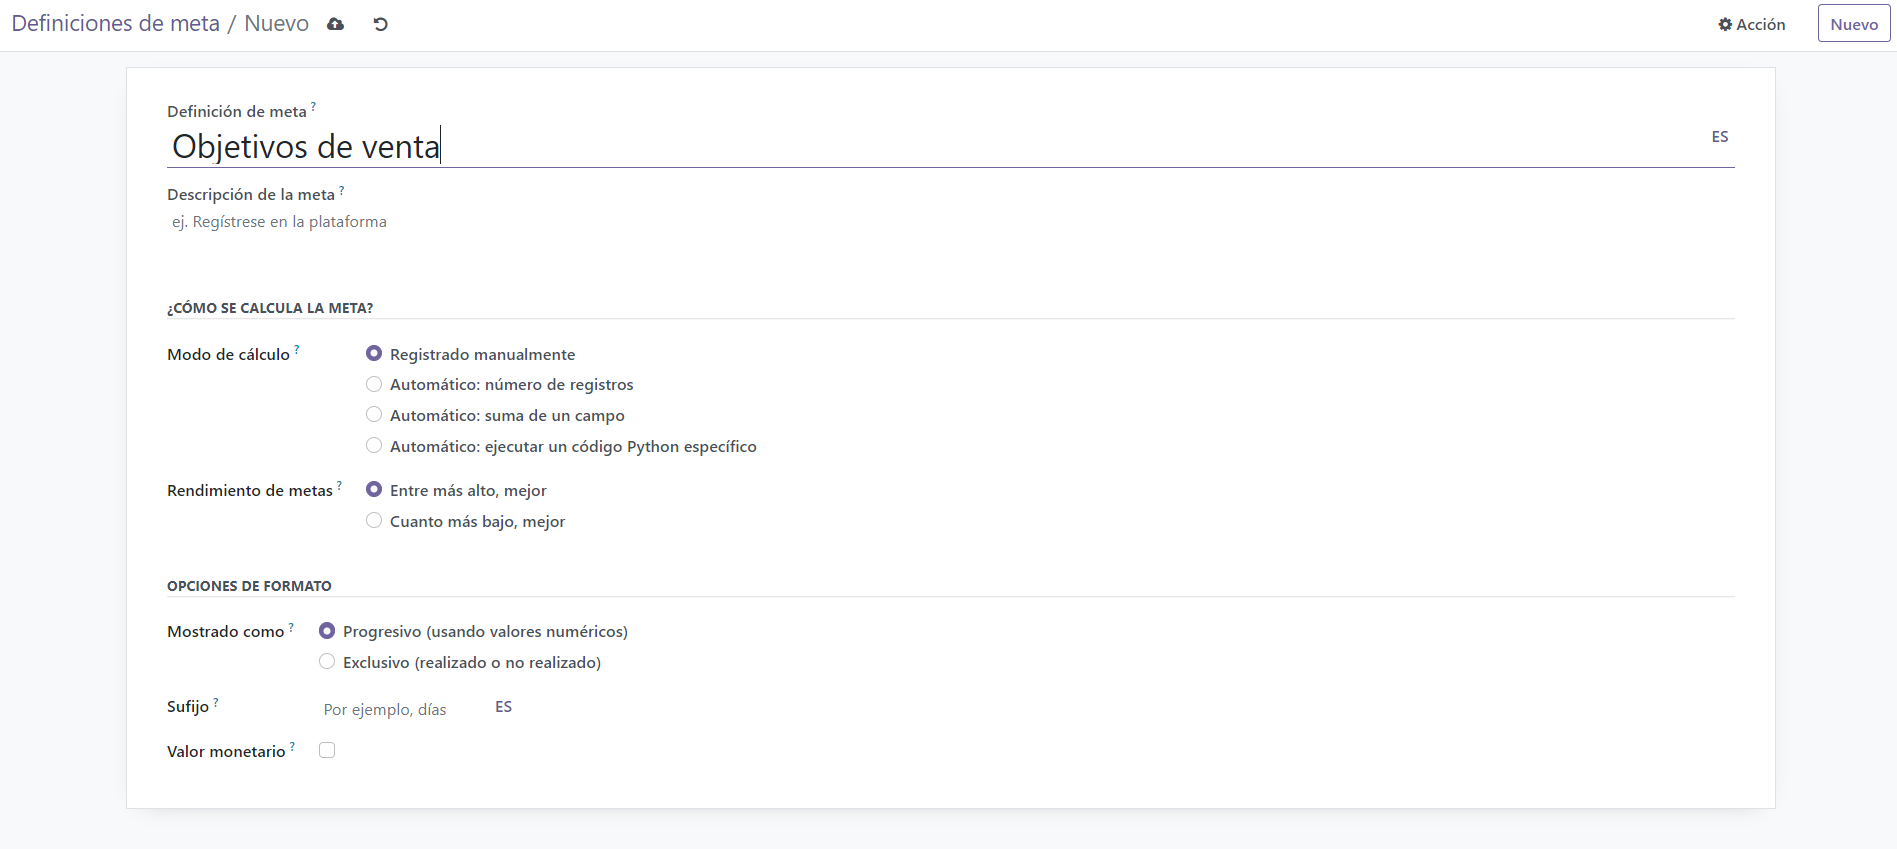 Definiciones de meta / Nuevo
Acción
Nuevo
Definición de meta ?
Objetivos de venta
ES
Descripción de la meta ?
ej. Regístrese en la plataforma
¿CÓMO SE CALCULA LA META?
Modo de cálculo ?
Registrado manualmente
Automático: número de registros
Automático: suma de un campo
Automático: ejecutar un código Python específico
Rendimiento de metas ?
Entre más alto, mejor
Cuanto más bajo, mejor
OPCIONES DE FORMATO
Mostrado como ?
Progresivo (usando valores numéricos)
Exclusivo (realizado o no realizado)
Sufijo ?
Por ejemplo, días
ES
Valor monetario ?